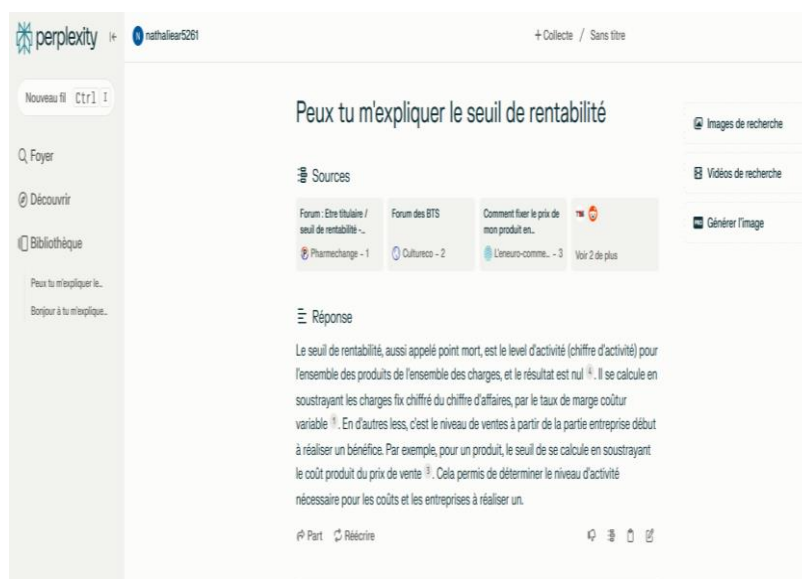 perplexity
nathaliear5261
+ Collecte / Sans titre
Nouveau fil Ctrl I
Foyer
Découvrir
Bibliothèque
Peux tu m'expliquer le...
Bonjour à tu m'explique...
Peux tu m'expliquer le seuil de rentabilité
Sources
Forum : Etre titulaire /
seuil de rentabilité -...
Pharmechange - 1
Forum des BTS
Cultureco - 2
Comment fixer le prix de
mon produit en...
L'eneuro-comme... - 3
Voir 2 de plus
Images de recherche
Vidéos de recherche
Générer l'image
Réponse
Le seuil de rentabilité, aussi appelé point mort, est le level d'activité (chiffre d'activité) pour
l'ensemble des produits de l'ensemble des charges, et le résultat est nul 4. Il se calcule en
soustrayant les charges fix chiffré du chiffre d'affaires, par le taux de marge coûtur
variable 1. En d'autres less, c'est le niveau de ventes à partir de la partie entreprise début
à réaliser un bénéfice. Par exemple, pour un produit, le seuil de se calcule en soustrayant
le coût produit du prix de vente 3. Cela permis de déterminer le niveau d'activité
nécessaire pour les coûts et les entreprises à réaliser un.
Part Réécrire